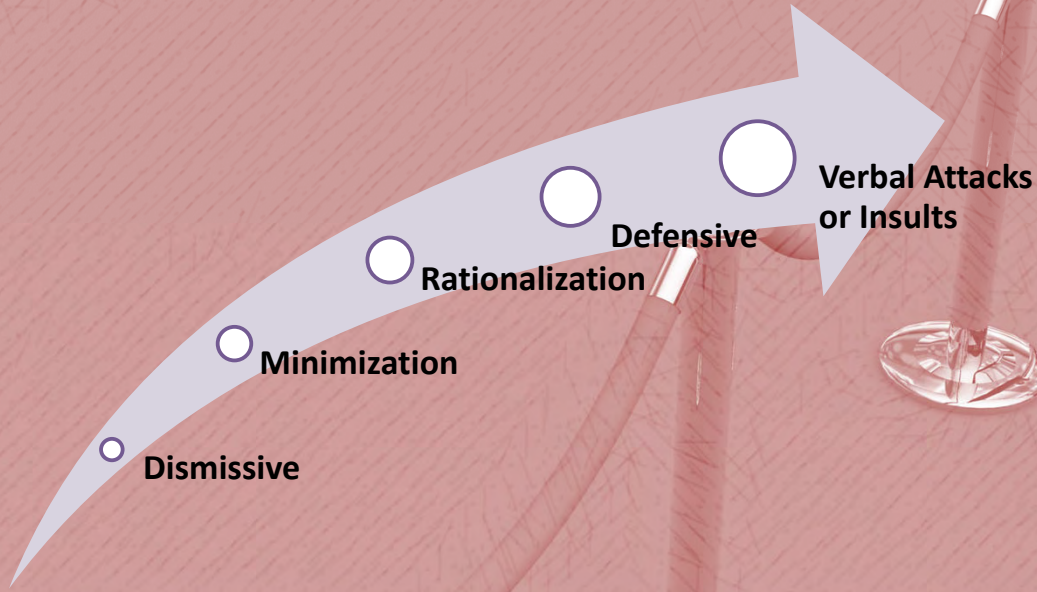 Verbal Attacks
or Insults
Defensive
Rationalization
Minimization
Dismissive